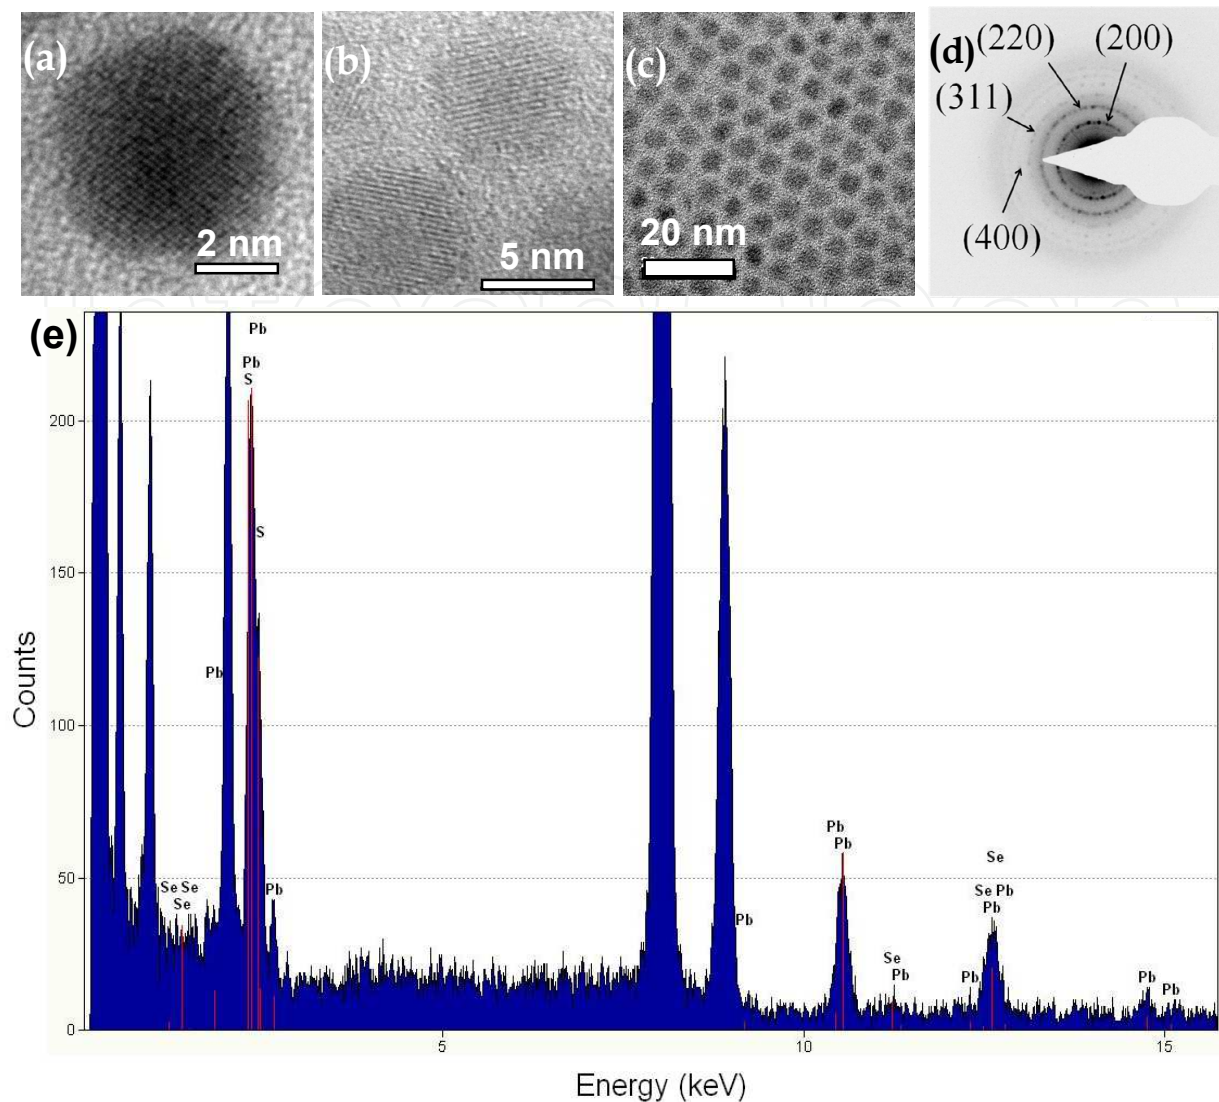 (a)
2 nm
(b)
5 nm
(c)
20 nm
(d)
(220)
(200)
(311)
(400)
(e)
Pb
Pb
S
200
S
150
Pb
Counts
100
Pb
Pb
Se
50
Se Se
Se
Pb
Se Pb
Pb
Pb
Se
Pb
Pb
Pb
Pb
0
5
10
15
Energy (keV)